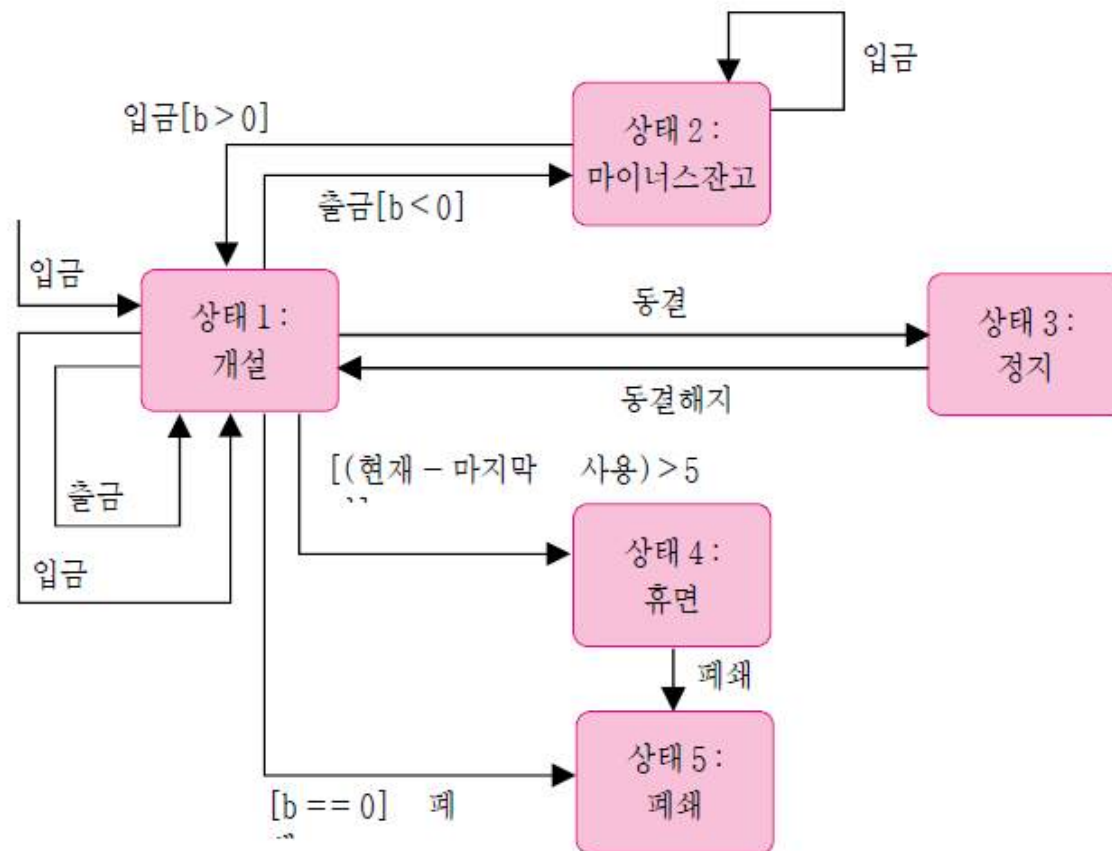 입금
입금[b>0]
상태 2 :
마이너스잔고
출금[b<0]
입금
상태 1 :
개설
동결
상태 3 :
정지
동결해지
[(현재 – 마지막 사용)>5
출금
입금
상태 4 :
휴면
폐쇄
상태 5 :
폐쇄
[b == 0] 폐